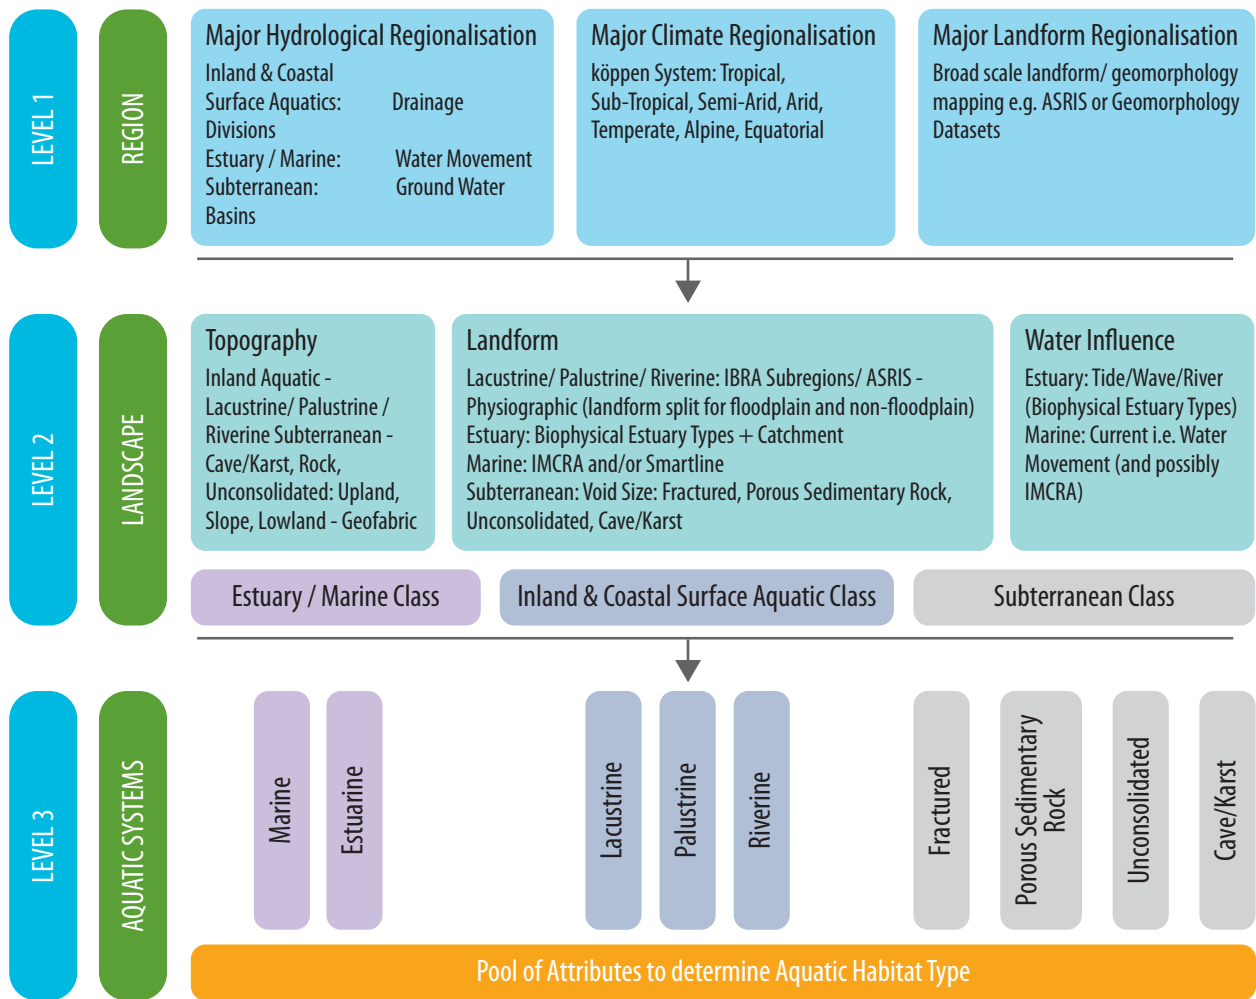 LEVEL 1
REGION
Major Hydrological Regionalisation
Inland & Coastal
Surface Aquatics: Drainage
Divisions
Estuary / Marine: Water Movement
Subterranean: Ground Water
Basins
Major Climate Regionalisation
köppen System: Tropical,
Sub-Tropical, Semi-Arid, Arid,
Temperate, Alpine, Equatorial
Major Landform Regionalisation
Broad scale landform/ geomorphology
mapping e.g. ASRIS or Geomorphology
Datasets
LEVEL 2
LANDSCAPE
Topography
Inland Aquatic -
Lacustrine/ Palustrine /
Riverine Subterranean -
Cave/Karst, Rock,
Unconsolidated: Upland,
Slope, Lowland - Geofabric
Landform
Lacustrine/ Palustrine/ Riverine: IBRA Subregions/ ASRIS -
Physiographic (landform split for floodplain and non-floodplain)
Estuary: Biophysical Estuary Types + Catchment
Marine: IMCRA and/or Smartline
Subterranean: Void Size: Fractured, Porous Sedimentary Rock,
Unconsolidated, Cave/Karst
Water Influence
Estuary: Tide/Wave/River
(Biophysical Estuary Types)
Marine: Current i.e. Water
Movement (and possibly
IMCRA)
Estuary / Marine Class
Inland & Coastal Surface Aquatic Class
Subterranean Class
LEVEL 3
AQUATIC SYSTEMS
Marine
Estuarine
Lacustrine
Palustrine
Riverine
Fractured
Porous Sedimentary
Rock
Unconsolidated
Cave/Karst
Pool of Attributes to determine Aquatic Habitat Type